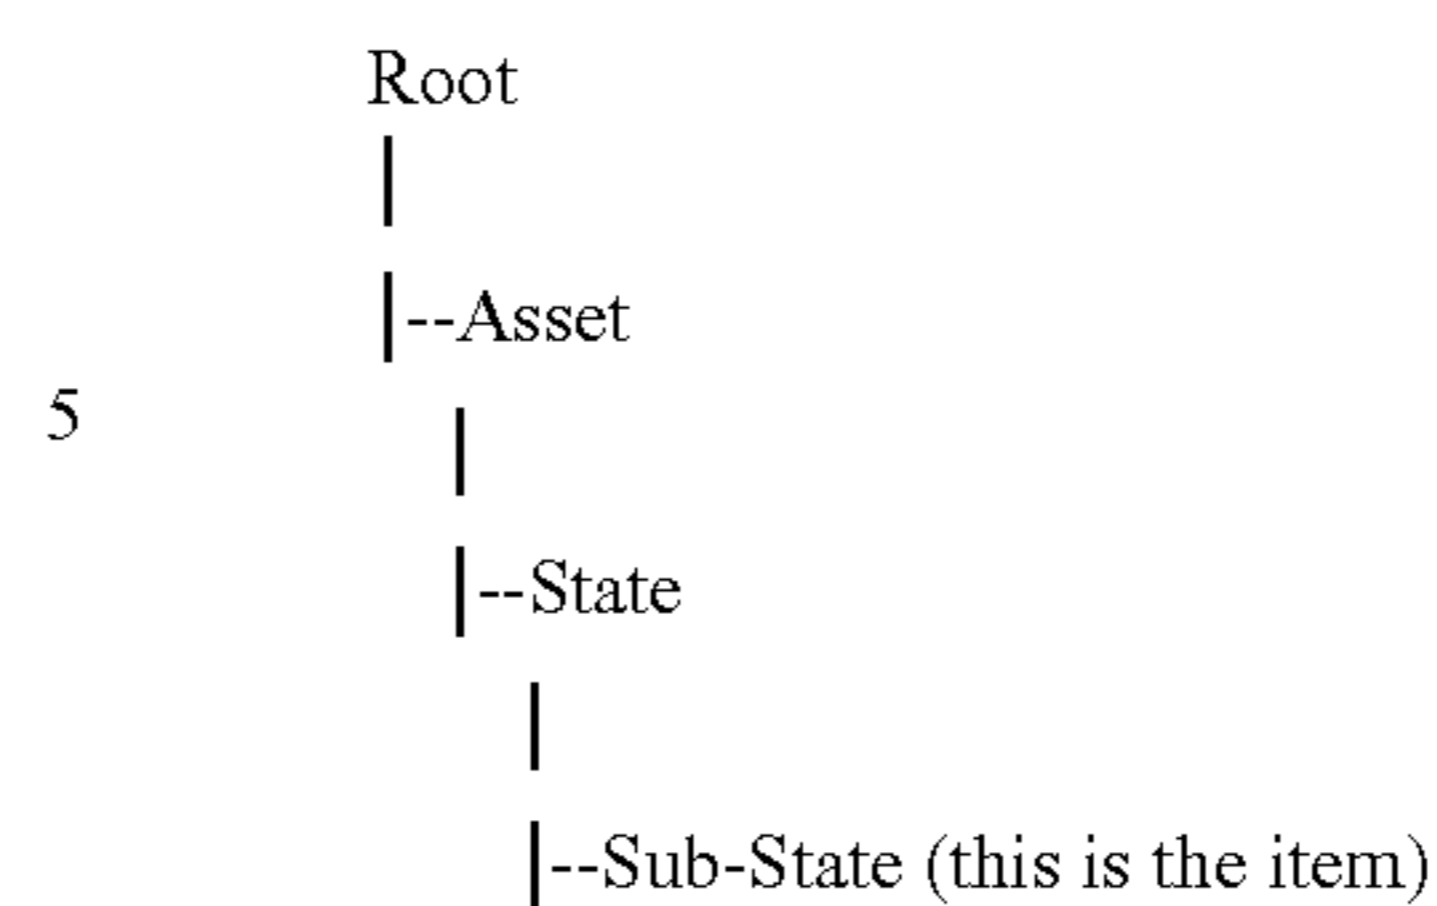 Root
|
|--Asset
5
|
|--State
|
|--Sub-State (this is the item)